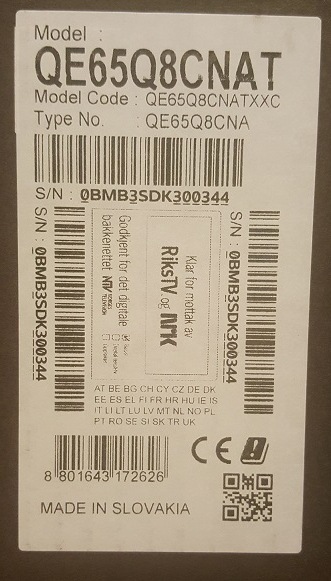 Model :
QE65Q8CNAT
Model Code : QE65Q8CNATXXC
Type No. : QE65Q8CNA
S/N : 0BMB3SDK300344
S/N : 0BMB3SDK300344
Godkjent for det digitale
bakkenettet
Klar for mottak av
RiksTV og NRK
S/N : 0BMB3SDK300344
AT BE BG CH CY CZ DE DK
EE ES EL FI FR HR HU IE IS
IT LI LT LU LV MT NL NO PL
PT RO SE SI SK TR UK
8 801643 172626
CE
MADE IN SLOVAKIA